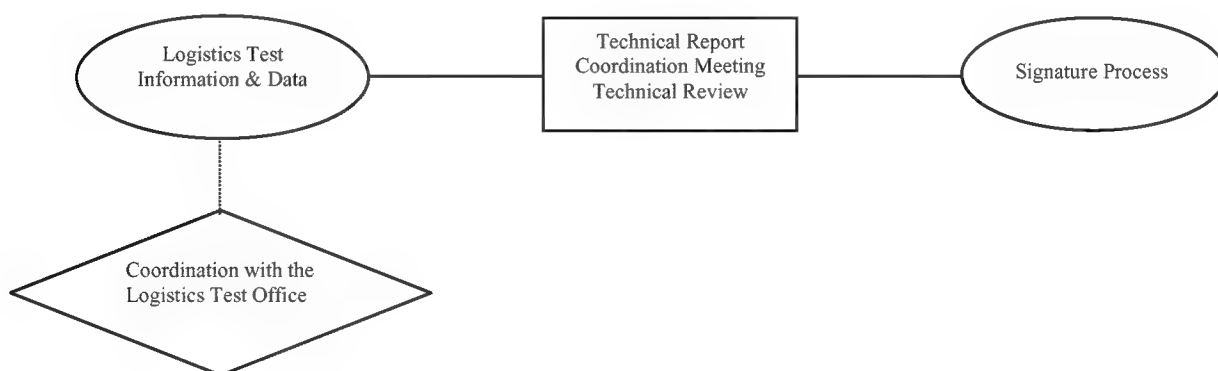 Logistics Test
Information & Data
Technical Report
Coordination Meeting
Technical Review
Signature Process
Coordination with the
Logistics Test Office